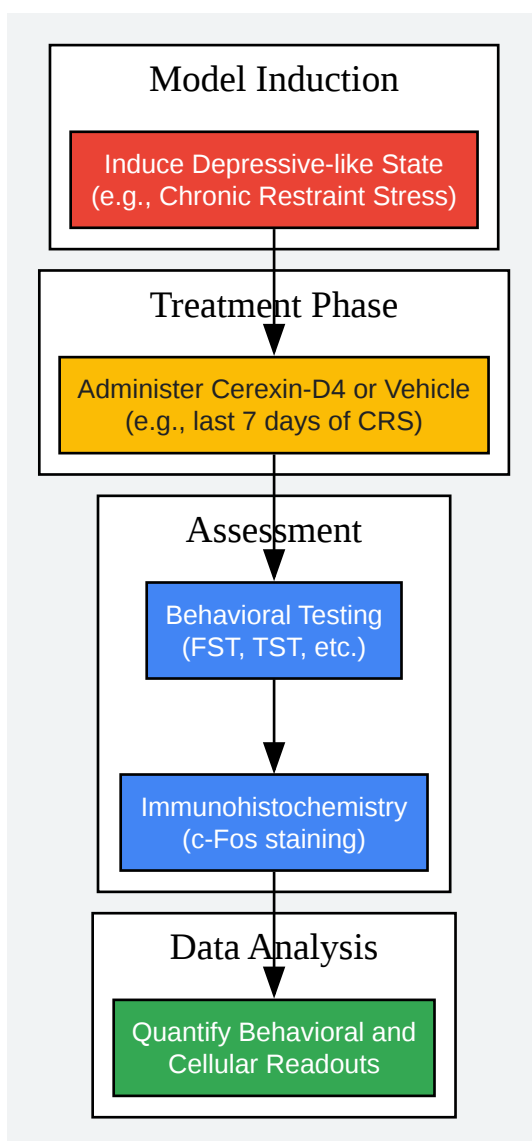 Model Induction
Induce Depressive-like State
(e.g., Chronic Restraint Stress)
Treatment Phase
Administer Cerexin-D4 or Vehicle
(e.g., last 7 days of CRS)
Assessment
Behavioral Testing
(FST, TST, etc.)
Immunohistochemistry
(c-Fos staining)
Data Analysis
Quantify Behavioral and
Cellular Readouts